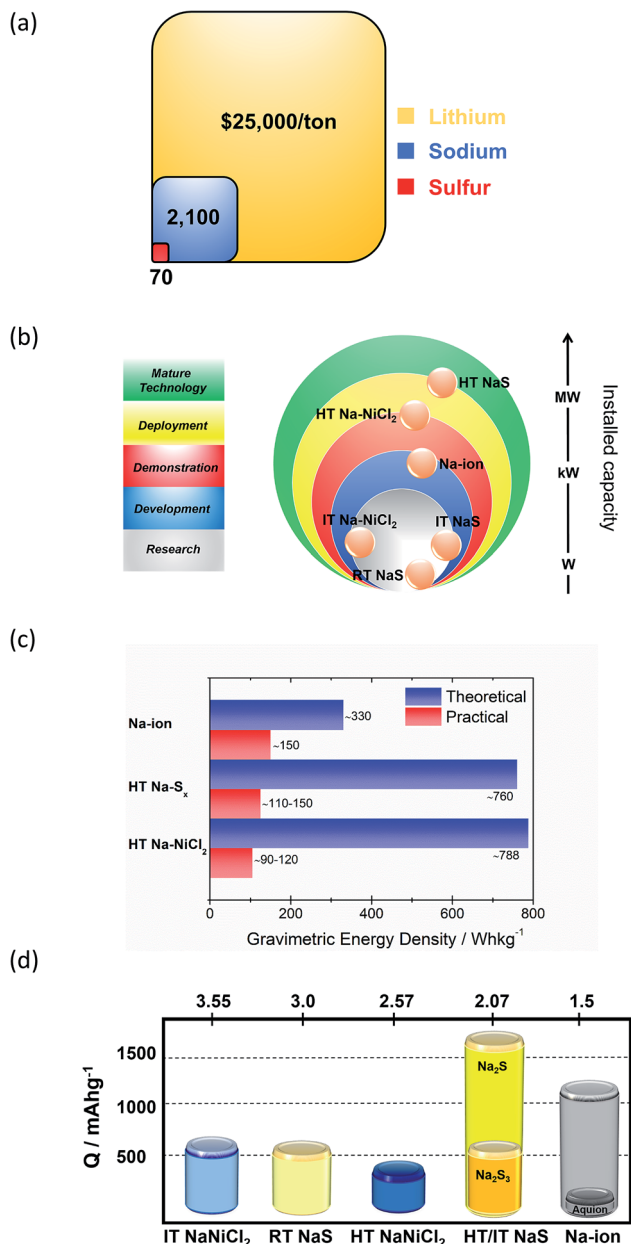 (a)
$25,000/ton
2,100
70
Lithium
Sodium
Sulfur
(b)
Mature
Technology
Deployment
Demonstration
Development
Research
HT NaS
HT Na-NiCl₂
Na-ion
IT Na-NiCl₂
IT NaS
RT NaS
MW
kW
W
Installed capacity
(c)
Theoretical
Practical
Na-ion
~330
~150
HT Na-Sₓ
~760
~110-150
HT Na-NiCl₂
~788
~90-120
0 200 400 600 800
Gravimetric Energy Density / Whkg⁻¹
(d)
3.55 3.0 2.57 2.07 1.5
Q / mAhg⁻¹
1500
1000
500
Na₂S
Na₂S₃
Aquion
IT NaNiCl₂ RT NaS HT NaNiCl₂ HT/IT NaS Na-ion